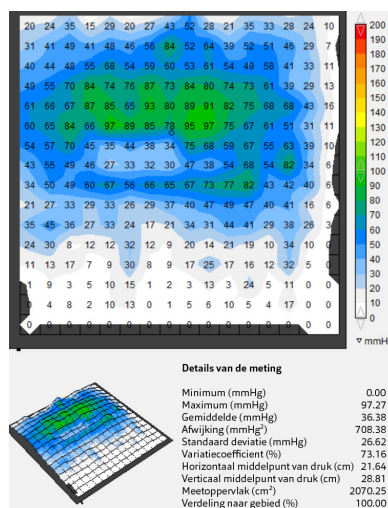 20 24 35 15 29 20 27 43 52 28 21 35 33 28 24 10
31 41 49 41 48 46 56 84 52 64 39 52 51 46 29 7
40 44 48 55 68 54 59 60 53 61 54 49 58 41 33 11
49 55 70 84 74 76 87 73 84 80 74 73 61 39 29 13
61 66 67 87 85 65 93 80 89 91 82 75 68 68 43 16
60 65 84 66 97 89 85 78 95 97 75 67 61 51 31 11
54 57 70 45 35 44 38 34 75 68 59 67 55 63 39 10
43 55 49 46 27 33 32 30 47 38 54 68 54 82 34 6
34 50 49 60 67 56 66 65 67 73 77 82 43 42 40 6
21 27 33 29 33 26 29 37 40 47 49 47 40 41 16 6
35 45 36 27 33 24 17 21 34 31 44 41 29 38 26 3
24 30 8 12 12 32 12 9 20 14 21 19 10 34 10 0
11 13 17 7 9 30 8 9 17 25 17 16 12 32 5 0
1 9 3 5 10 15 1 2 3 13 3 24 5 11 0 0
0 4 8 2 10 13 0 1 5 6 10 5 4 17 0 0
0 0 0 0 0 0 0 0 0 0 0 0 0 0 0 0
200
190
180
170
160
150
140
130
120
110
100
90
80
70
60
50
40
30
20
10
0
mmH
Details van de meting
Minimum (mmHg) 0.00
Maximum (mmHg) 97.27
Gemiddelde (mmHg) 36.38
Afwijking (mmHg²) 708.38
Standaard deviatie (mmHg) 26.62
Variatiecoefficient (%) 73.16
Horizontaal middelpunt van druk (cm) 21.64
Verticaal middelpunt van druk (cm) 28.81
Meetoppervlak (cm²) 2070.25
Verdeling naar gebied (%) 100.00